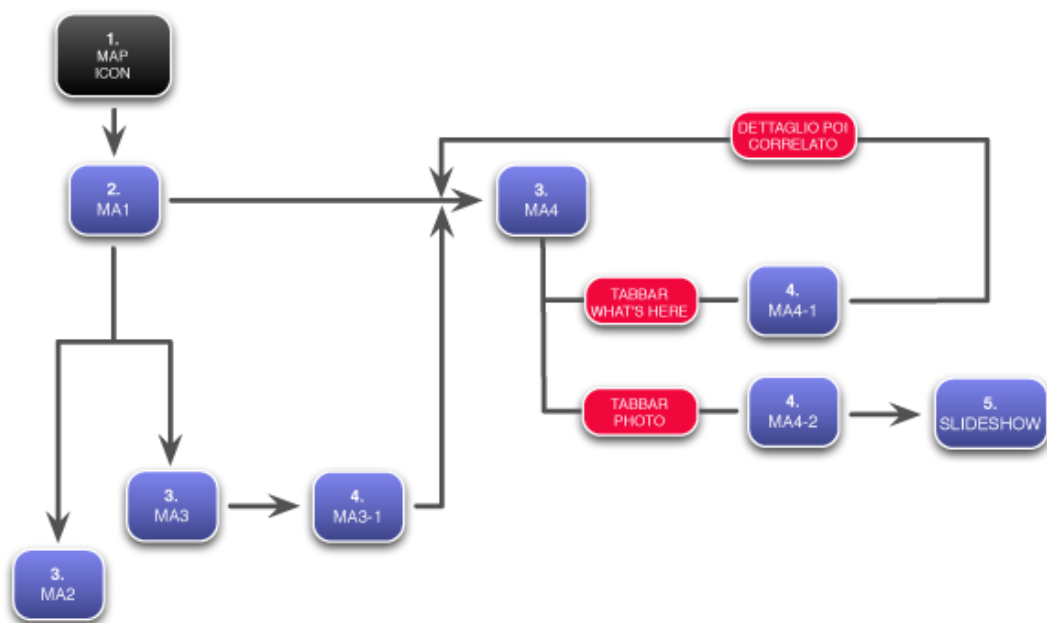 1.
MAP
ICON
DETTAGLIO POI
CORRELATO
2.
MA1
3.
MA4
TABBAR
WHAT'S HERE
4.
MA4-1
TABBAR
PHOTO
4.
MA4-2
5.
SLIDESHOW
3.
MA3
4.
MA3-1
3.
MA2